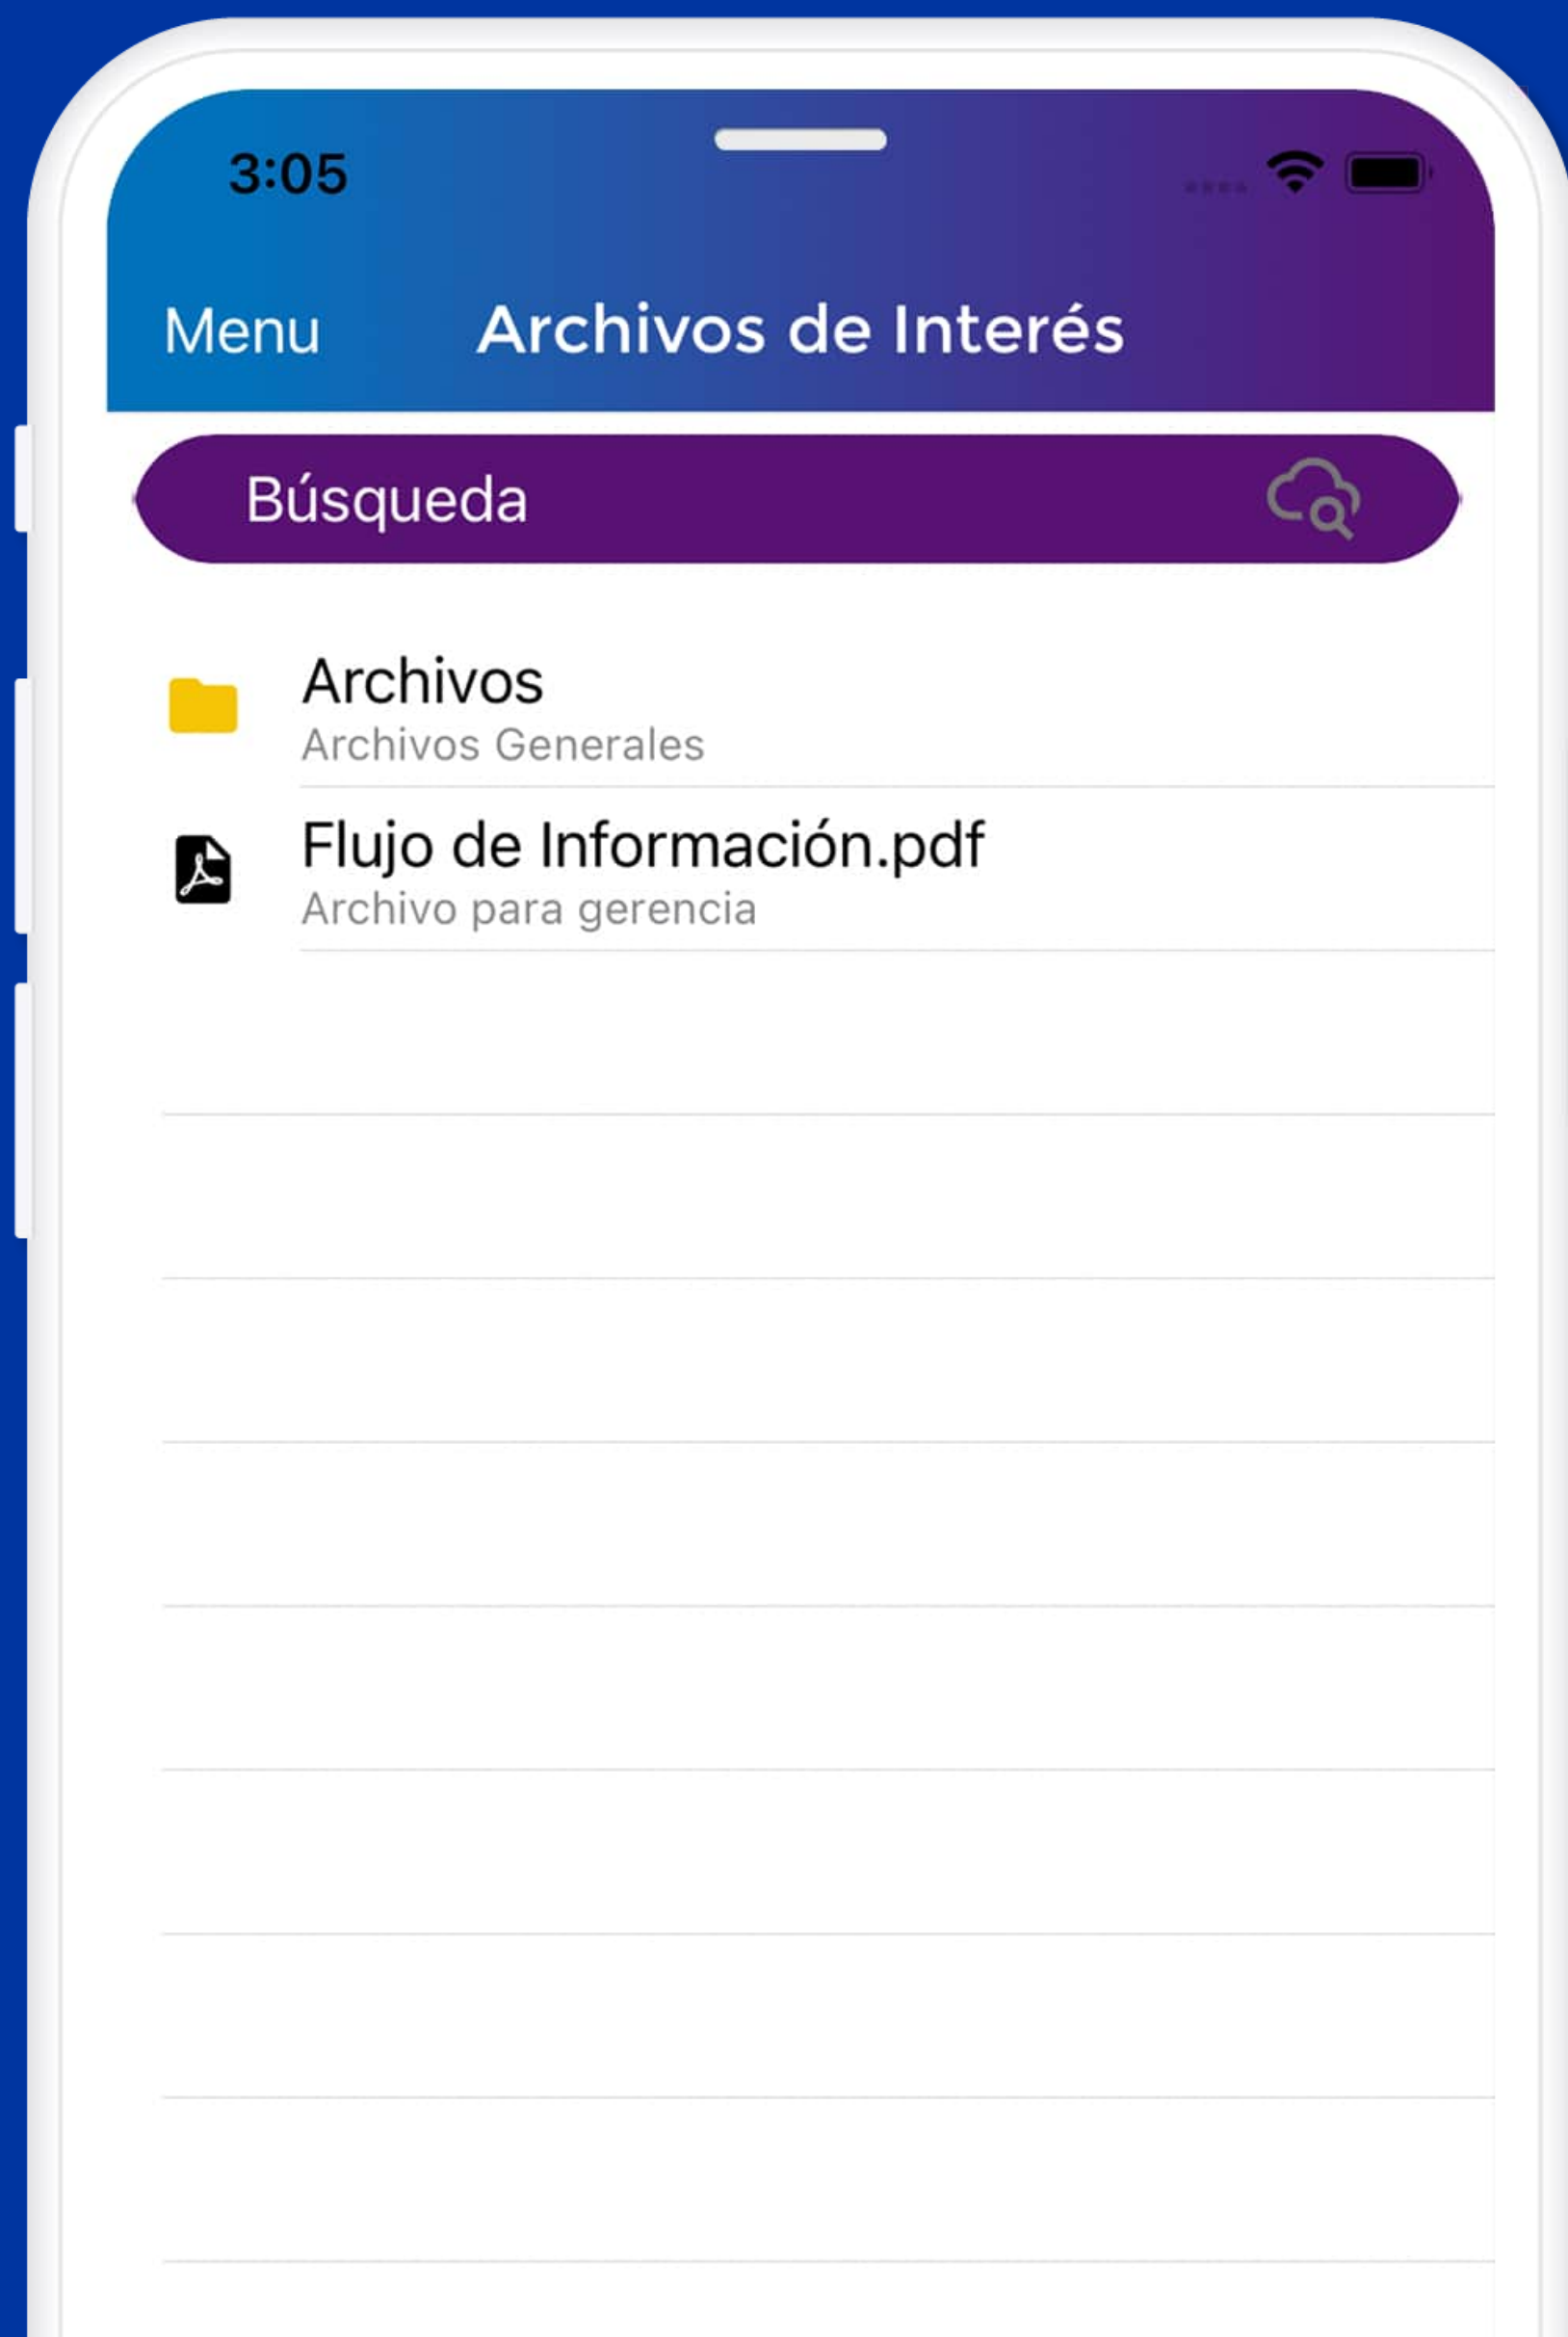 3:05
Menu
Archivos de Interés
Búsqueda
Archivos
Archivos Generales
Flujo de Información.pdf
Archivo para gerencia